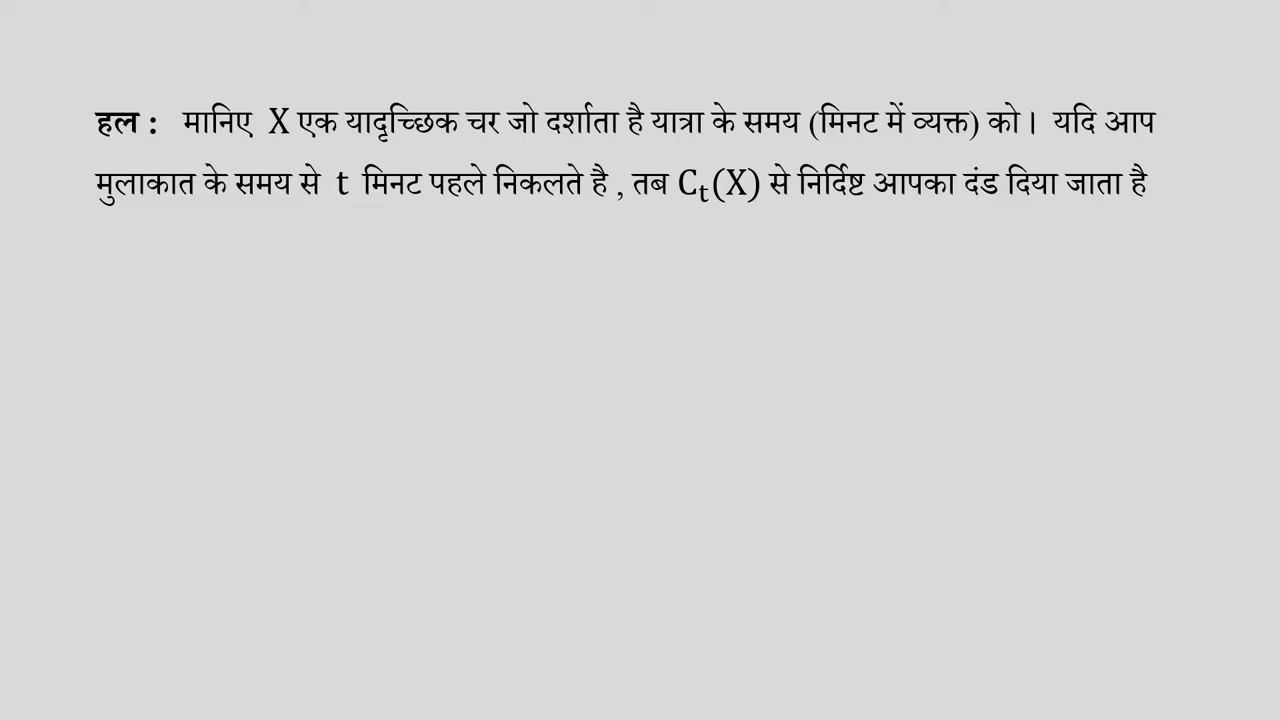 हल : मानिए X एक यादृच्छिक चर जो दर्शाता है यात्रा के समय (मिनट में व्यक्त) को। यदि आप
मुलाकात के समय से t मिनट पहले निकलते है , तब Cₜ(X) से निर्दिष्ट आपका दंड दिया जाता है